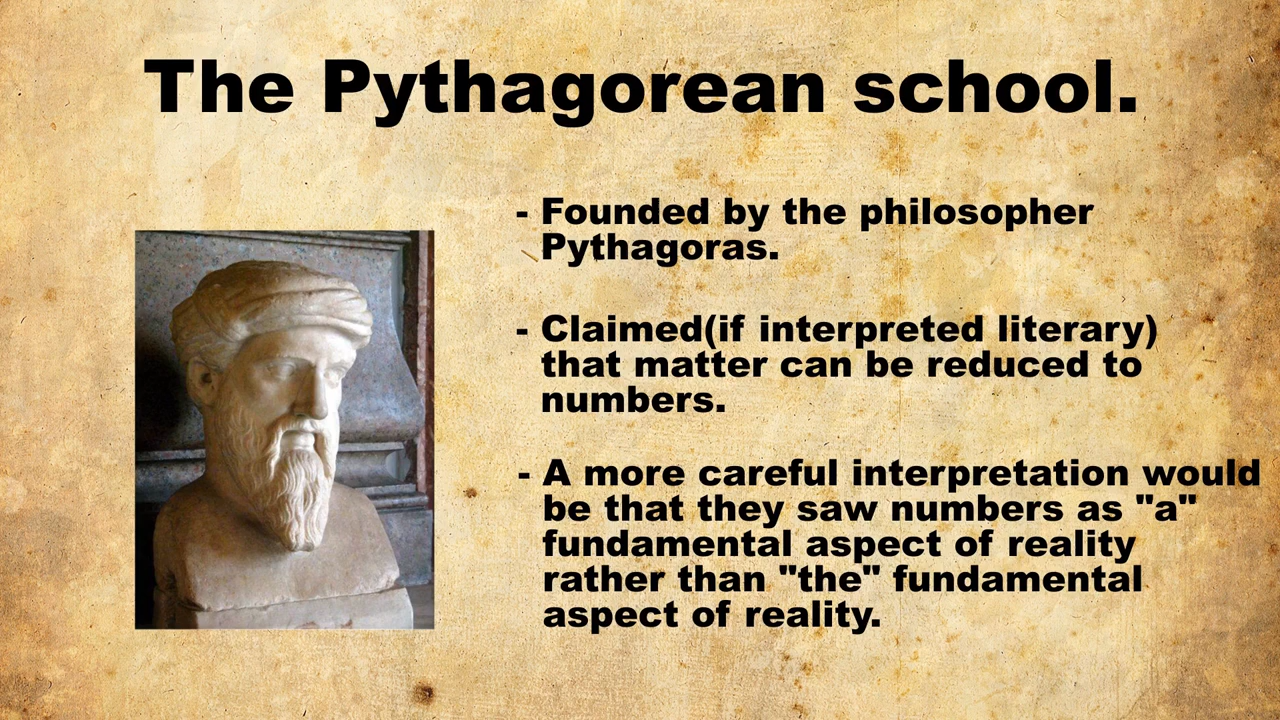 The Pythagorean school.
- Founded by the philosopher
Pythagoras.
- Claimed(if interpreted literary)
that matter can be reduced to
numbers.
- A more careful interpretation would
be that they saw numbers as "a"
fundamental aspect of reality
rather than "the" fundamental
aspect of reality.